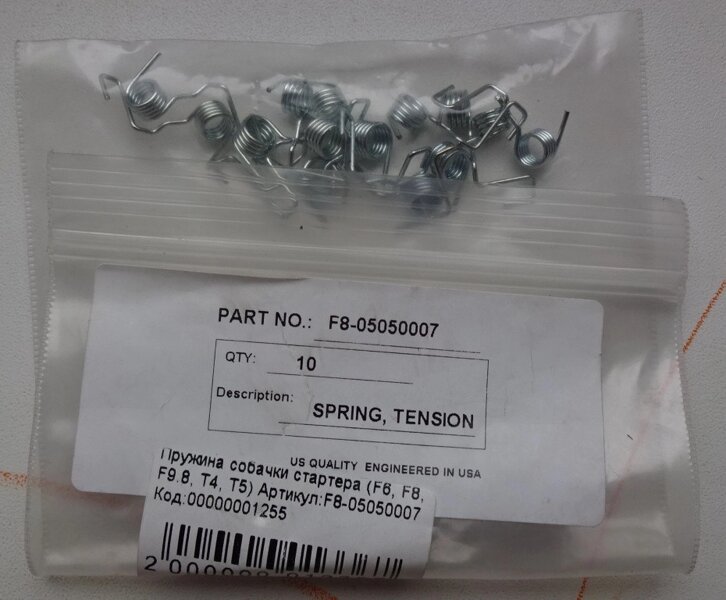 PART NO.: F8-05050007
QTY: 10
Description: SPRING, TENSION
US QUALITY ENGINEERED IN USA
Пружина собачки стартера (F6, F8,
F9.8, T4, T5) Артикул:F8-05050007
Код:00000001255